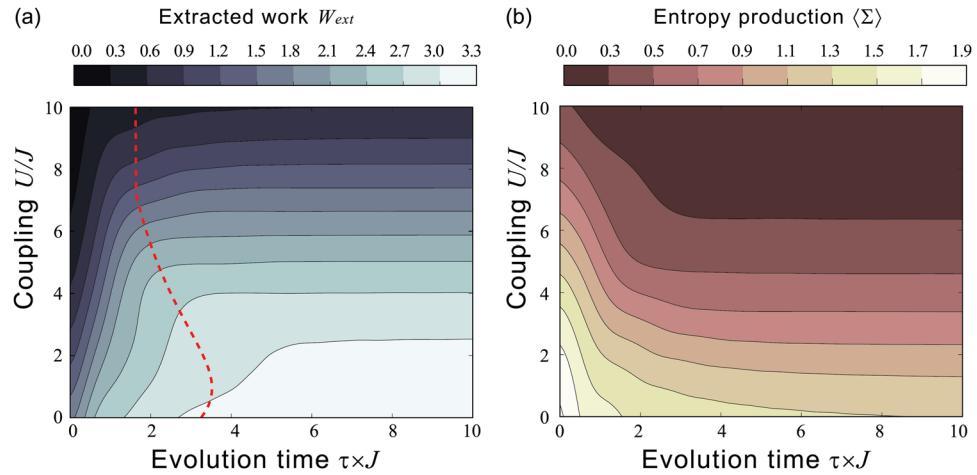 (a) Extracted work W_ext
0.0 0.3 0.6 0.9 1.2 1.5 1.8 2.1 2.4 2.7 3.0 3.3
10
8
6
4
2
0
Coupling U/J
0 2 4 6 8 10
Evolution time τ×J
(b) Entropy production ⟨Σ⟩
0.0 0.3 0.5 0.7 0.9 1.1 1.3 1.5 1.7 1.9
10
8
6
4
2
0
Coupling U/J
0 2 4 6 8 10
Evolution time τ×J